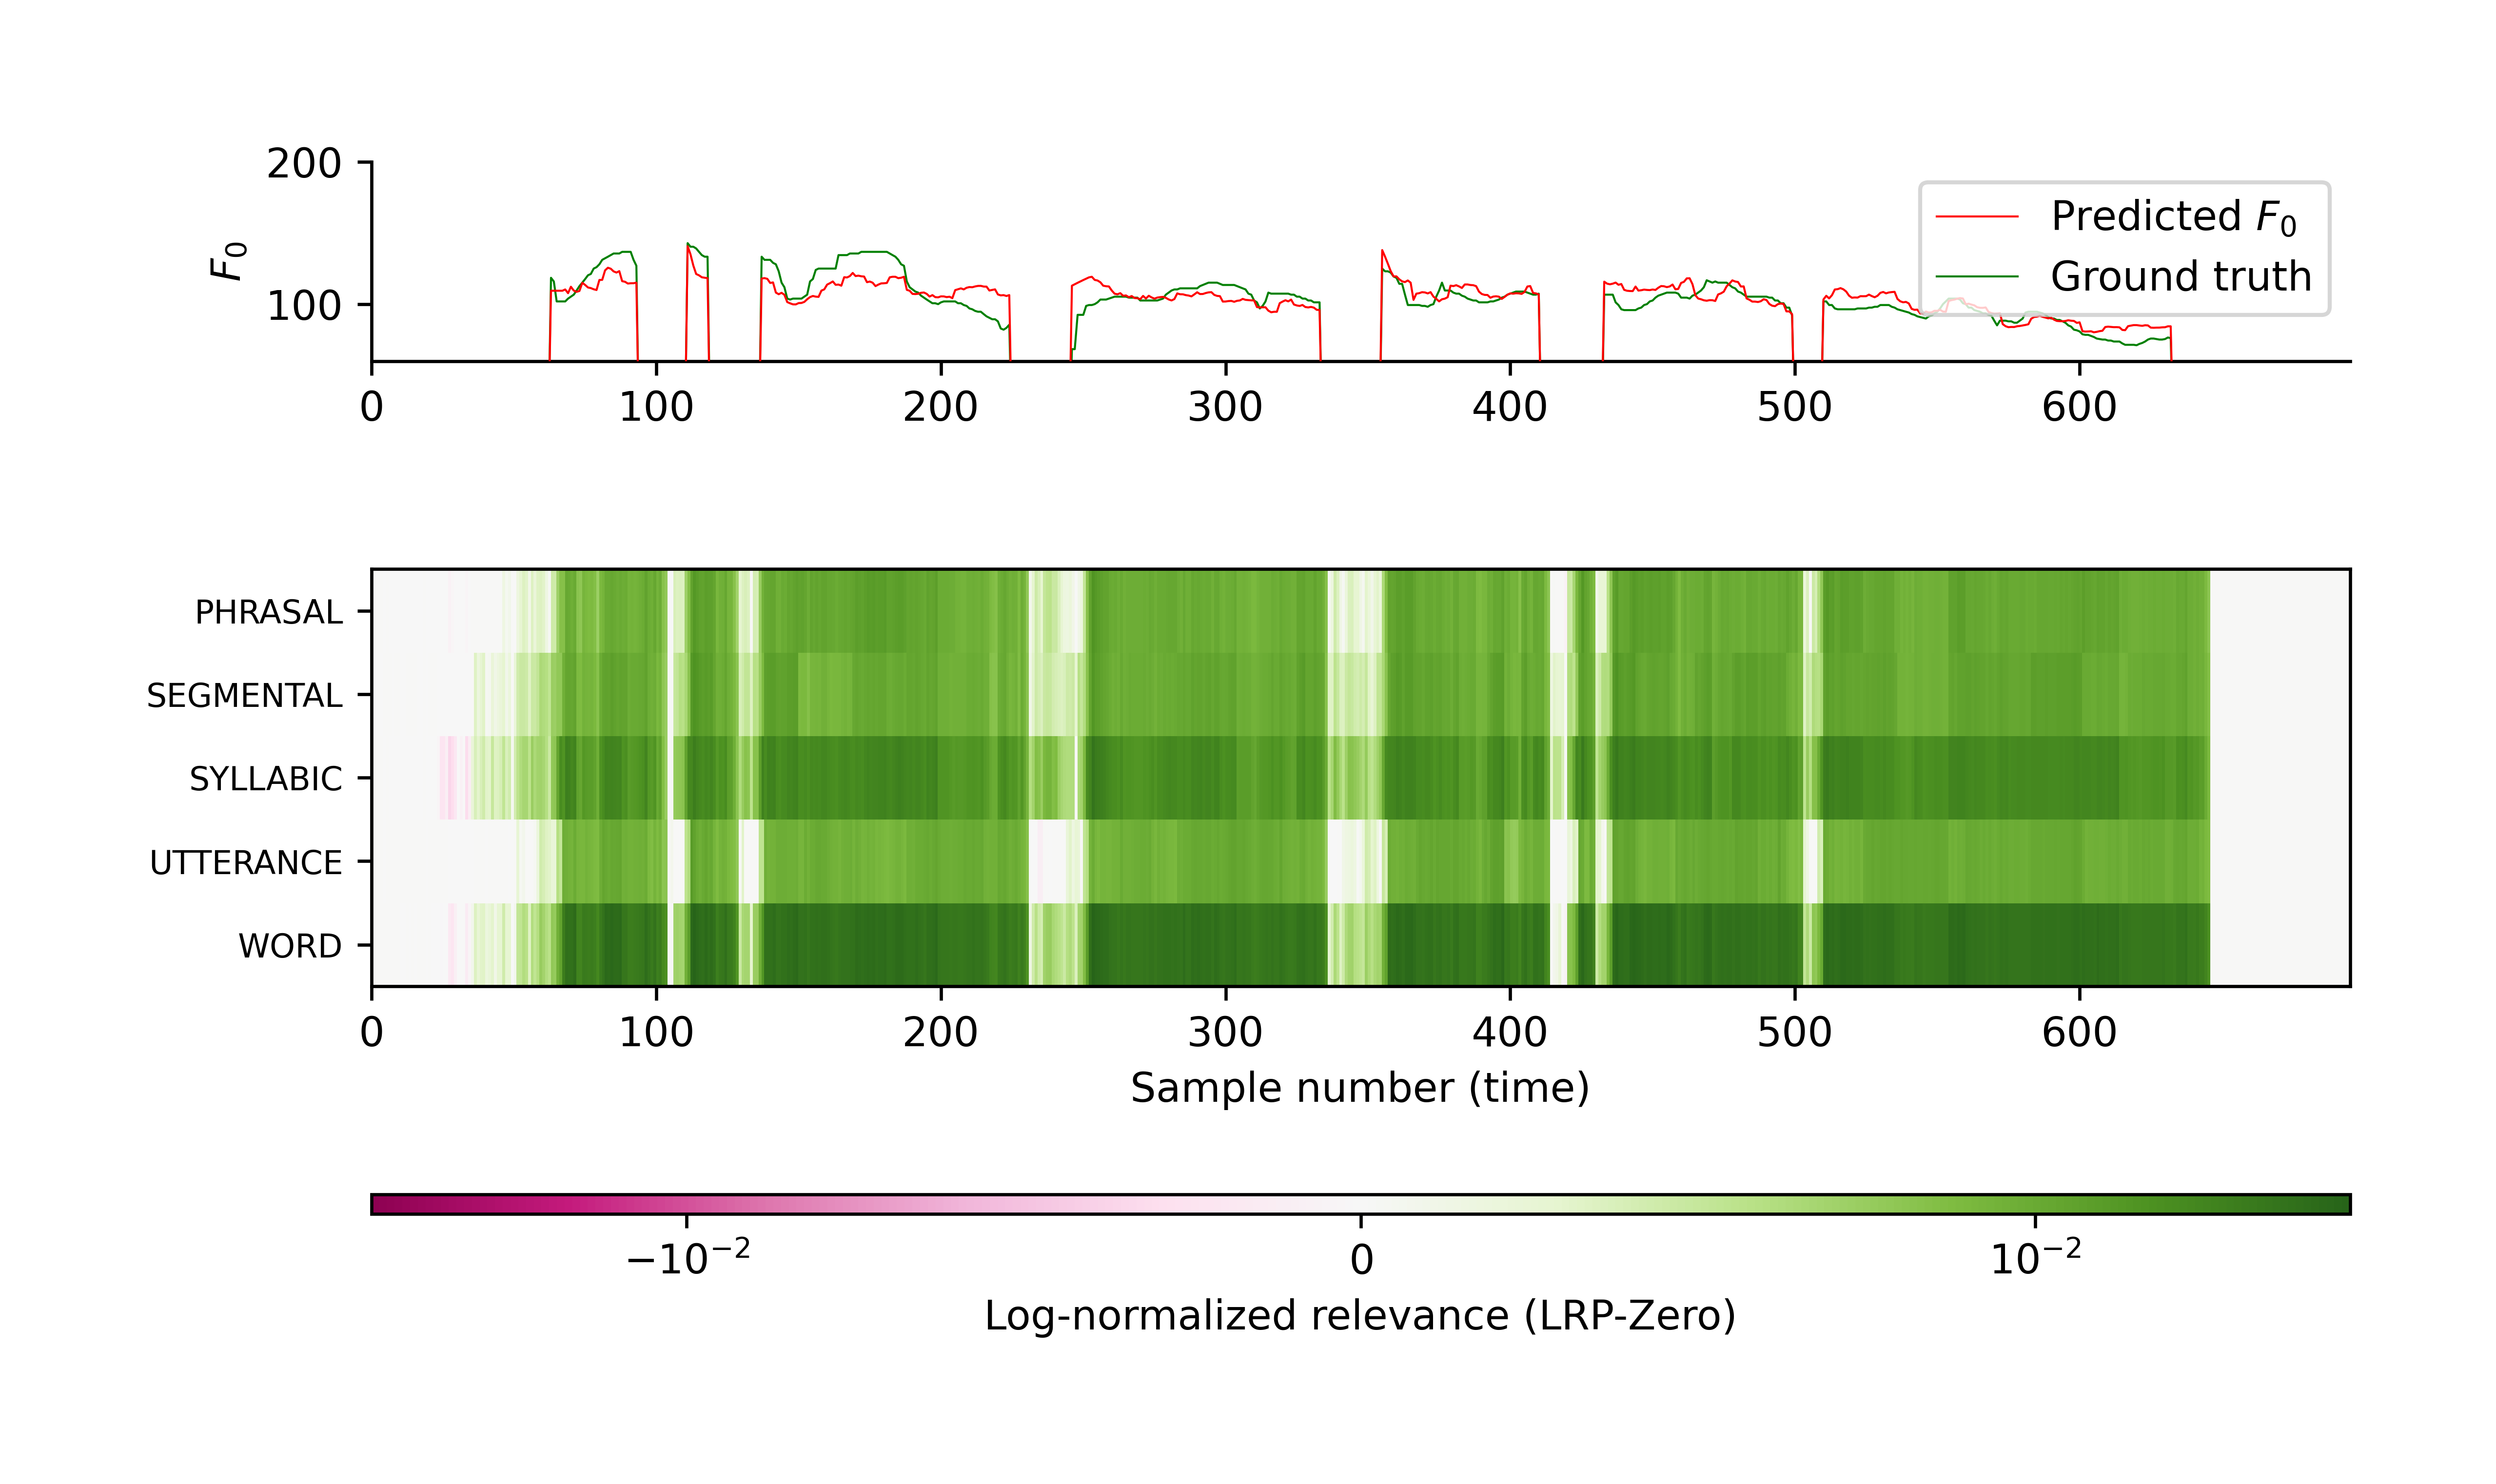 200
100
F₀
Predicted F₀
Ground truth
0 100 200 300 400 500 600
PHRASAL
SEGMENTAL
SYLLABIC
UTTERANCE
WORD
0 100 200 300 400 500 600
Sample number (time)
−10⁻² 0 10⁻²
Log-normalized relevance (LRP-Zero)